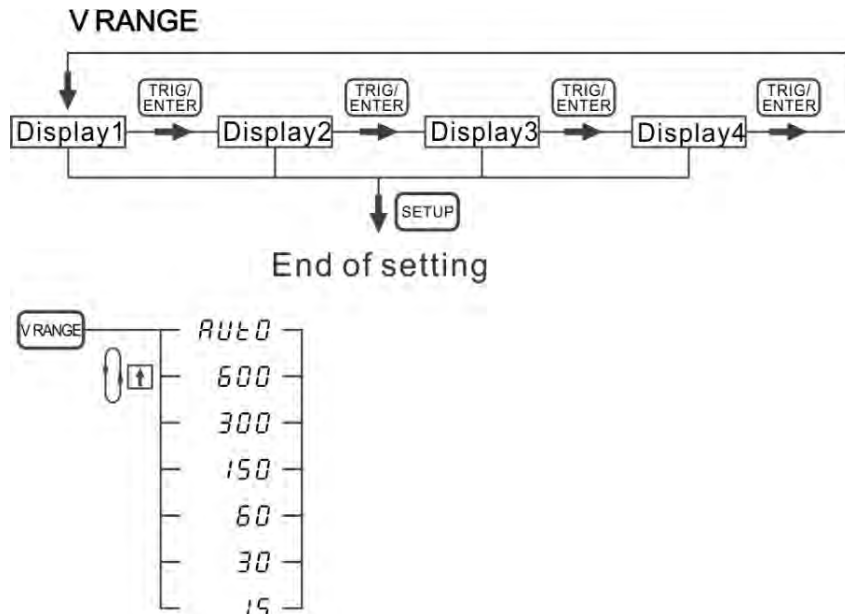 V RANGE
TRIG/ENTER TRIG/ENTER TRIG/ENTER TRIG/ENTER
Display1 Display2 Display3 Display4
SETUP
End of setting
V RANGE AUtO
600
300
150
60
30
15